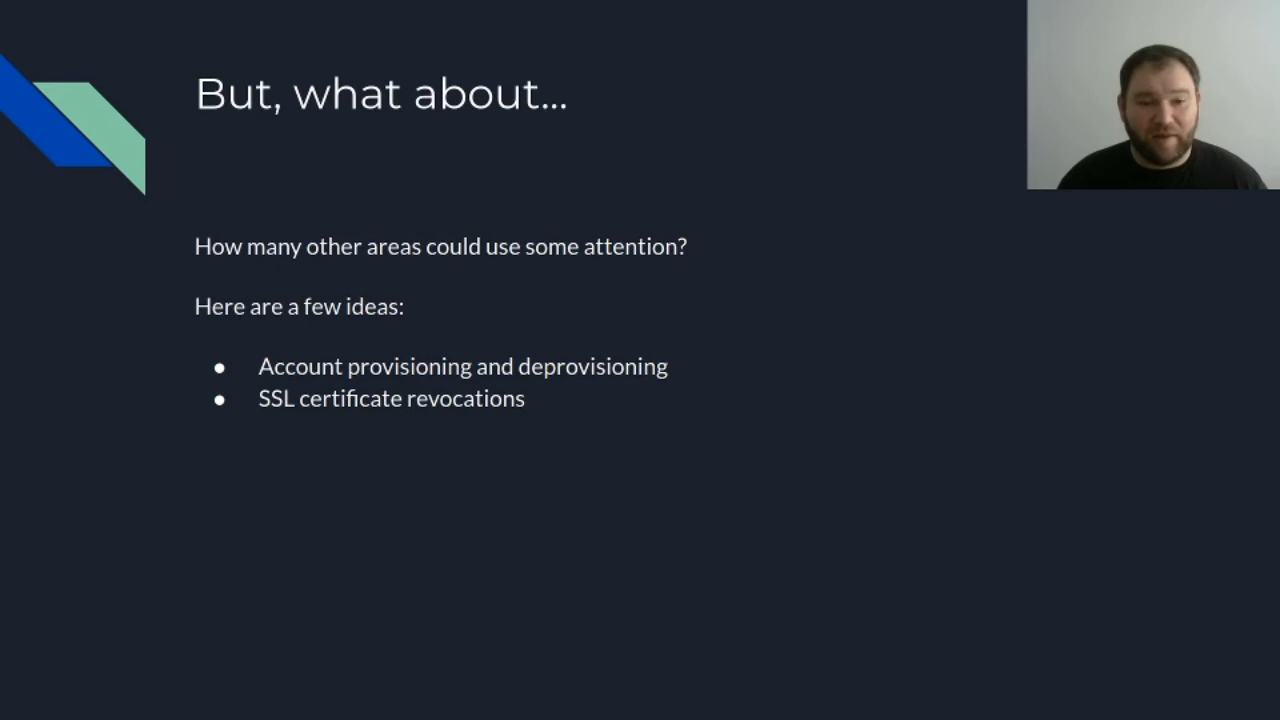 But, what about...
How many other areas could use some attention?
Here are a few ideas:
● Account provisioning and deprovisioning
● SSL certificate revocations